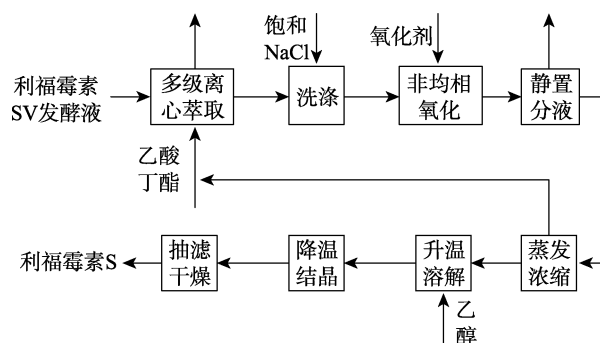 饱和
NaCl
氧化剂
利福霉素
SV发酵液
多级离
心萃取
洗涤
非均相
氧化
静置
分液
乙酸
丁酯
利福霉素S
抽滤
干燥
降温
结晶
升温
溶解
蒸发
浓缩
乙
醇